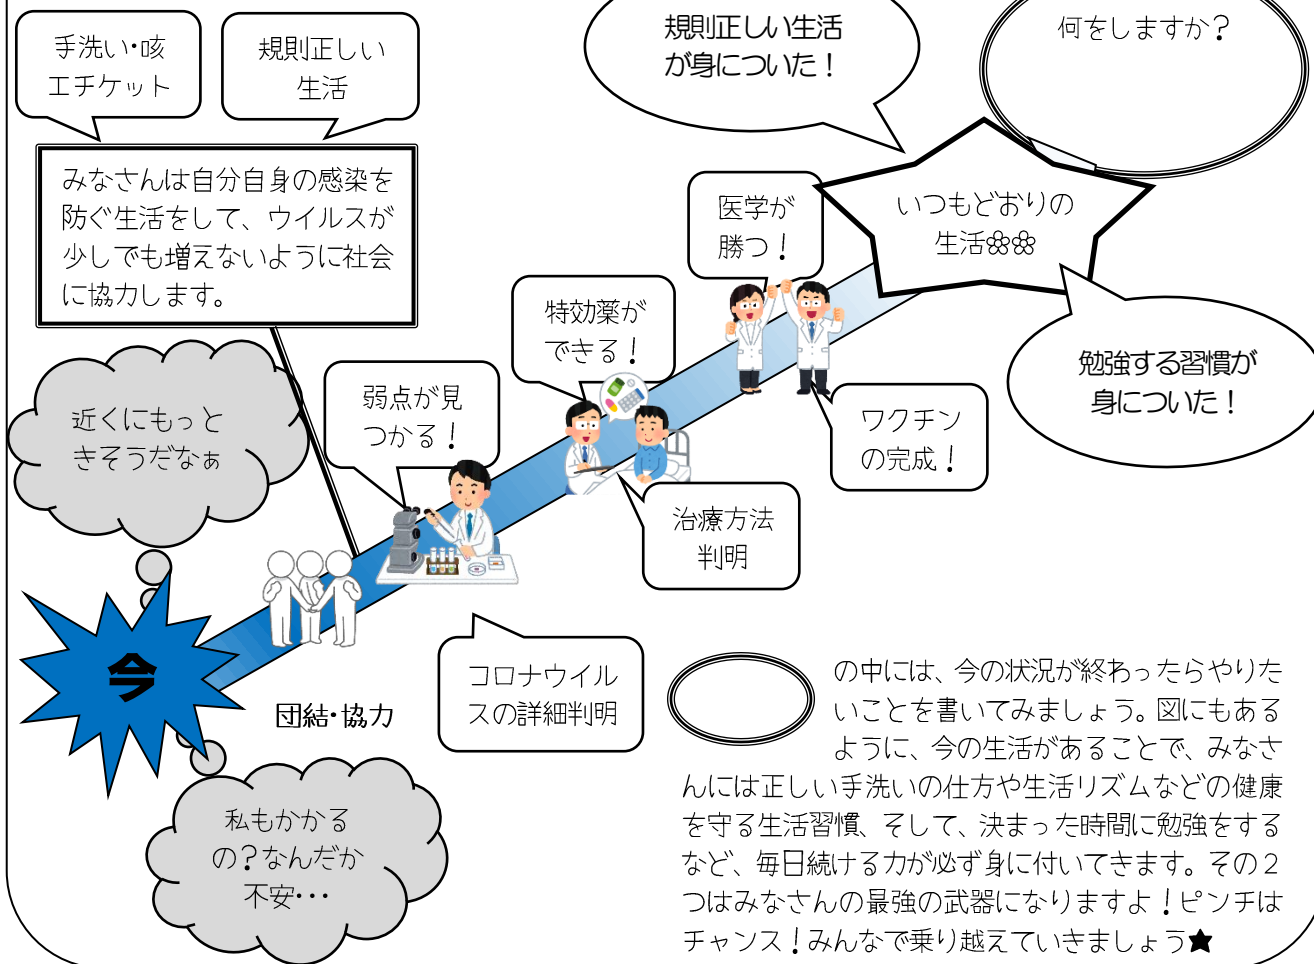 手洗い・咳
エチケット
規則正しい
生活
規則正しい生活
が身についた！
何をしますか？
みなさんは自分自身の感染を
防ぐ生活をして、ウイルスが
少しでも増えないように社会
に協力します。
医学が
勝つ！
いつもどおりの
生活❀❀
特効薬が
できる！
勉強する習慣が
身についた！
弱点が見
つかる！
近くにもっと
きそうだなぁ
ワクチン
の完成！
治療方法
判明
今
団結・協力
コロナウイル
スの詳細判明
私もかかる
の？なんだか
不安・・・
の中には、今の状況が終わったらやりた
いことを書いてみましょう。図にもある
ように、今の生活があることで、みなさ
んには正しい手洗いの仕方や生活リズムなどの健康
を守る生活習慣、そして、決まった時間に勉強をする
など、毎日続ける力が必ず身に付いてきます。その２
つはみなさんの最強の武器になりますよ！ピンチは
チャンス！みんなで乗り越えていきましょう★